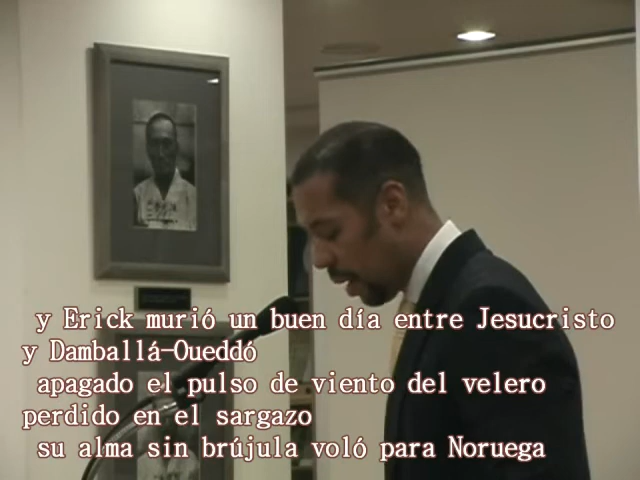 y Erick murió un buen día entre Jesucristo
y Damballá-Oueddó
apagado el pulso de viento del velero
perdido en el sargazo
su alma sin brújula voló para Noruega